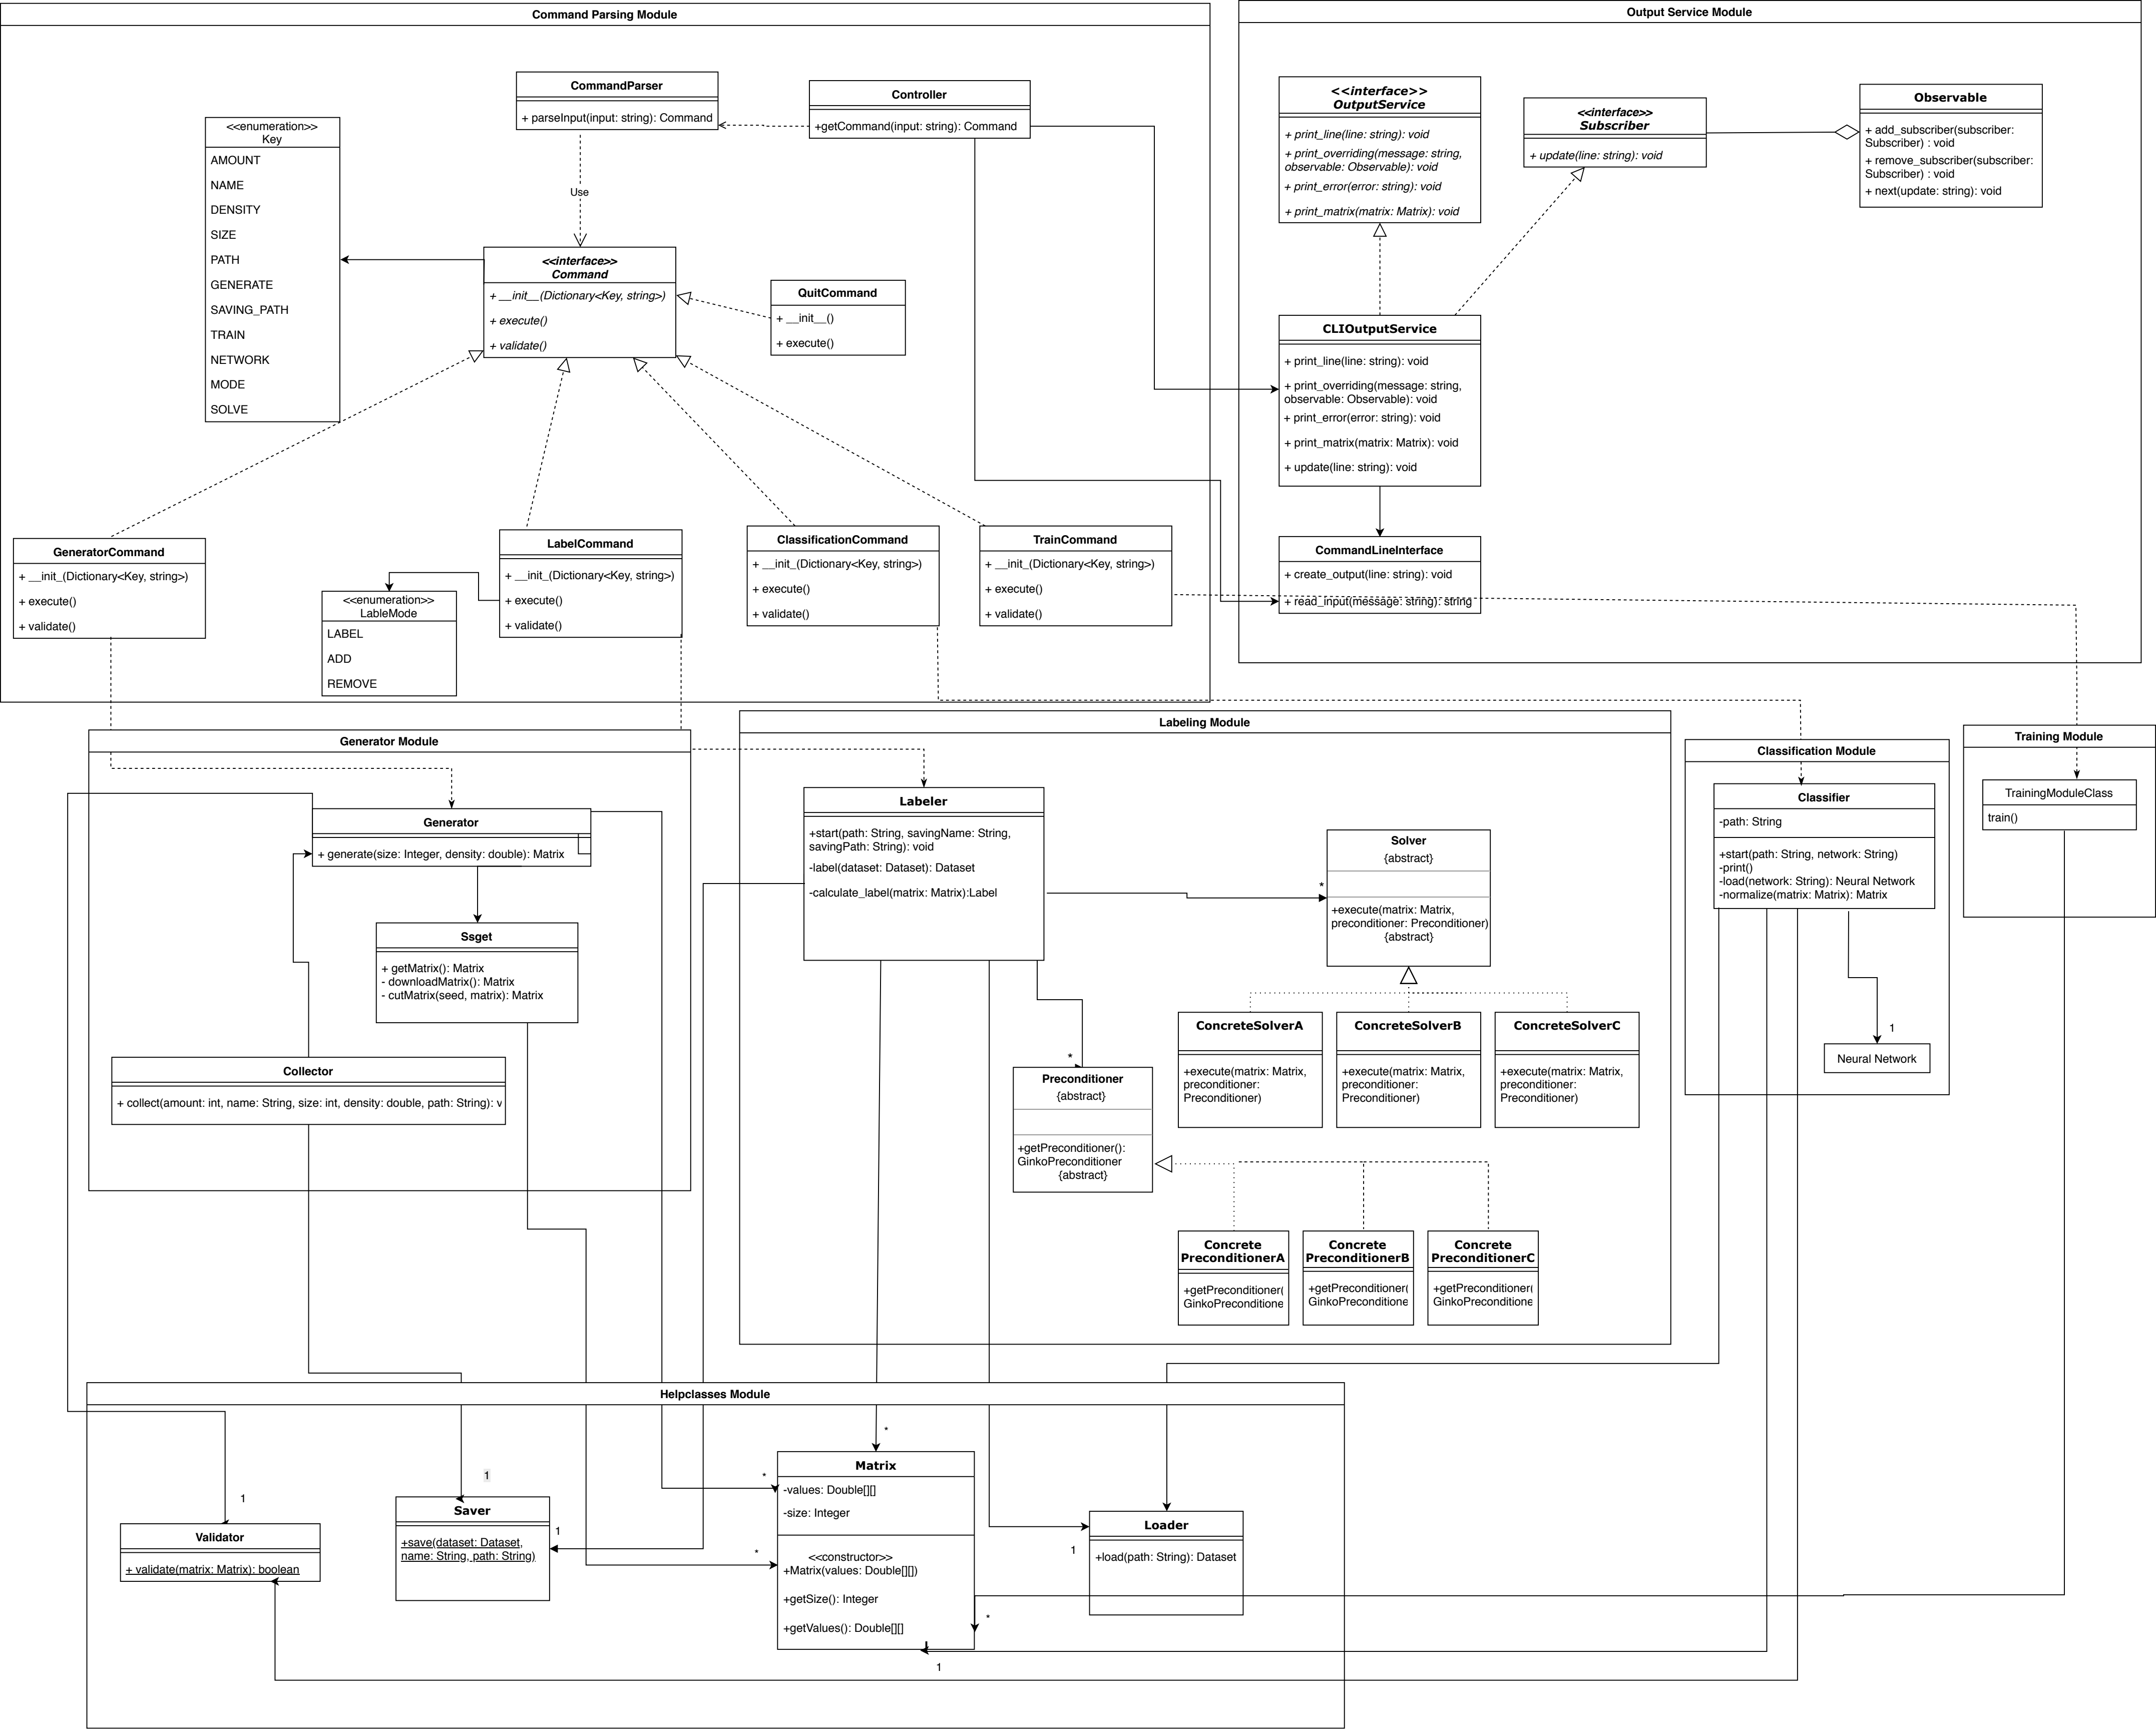 Command Parsing Module
CommandParser
+ parseInput(input: string): Command
Controller
+getCommand(input: string): Command
<<enumeration>>
Key
AMOUNT
NAME
DENSITY
SIZE
PATH
GENERATE
SAVING_PATH
TRAIN
NETWORK
MODE
SOLVE
Use
<<interface>>
Command
+ __init__(Dictionary<Key, string>)
+ execute()
+ validate()
QuitCommand
+ __init__()
+ execute()
GeneratorCommand
+ __init_(Dictionary<Key, string>)
+ execute()
+ validate()
<<enumeration>>
LableMode
LABEL
ADD
REMOVE
LabelCommand
+ __init_(Dictionary<Key, string>)
+ execute()
+ validate()
ClassificationCommand
+ __init_(Dictionary<Key, string>)
+ execute()
+ validate()
TrainCommand
+ __init_(Dictionary<Key, string>)
+ execute()
+ validate()
Output Service Module
<<interface>>
OutputService
+ print_line(line: string): void
+ print_overriding(message: string,
observable: Observable): void
+ print_error(error: string): void
+ print_matrix(matrix: Matrix): void
<<interface>>
Subscriber
+ update(line: string): void
Observable
+ add_subscriber(subscriber:
Subscriber) : void
+ remove_subscriber(subscriber:
Subscriber) : void
+ next(update: string): void
CLIOutputService
+ print_line(line: string): void
+ print_overriding(message: string,
observable: Observable): void
+ print_error(error: string): void
+ print_matrix(matrix: Matrix): void
+ update(line: string): void
CommandLineInterface
+ create_output(line: string): void
+ read_input(message: string): string
Generator Module
Generator
+ generate(size: Integer, density: double): Matrix
Ssget
+ getMatrix(): Matrix
- downloadMatrix(): Matrix
- cutMatrix(seed, matrix): Matrix
Collector
+ collect(amount: int, name: String, size: int, density: double, path: String): v
Labeling Module
Labeler
+start(path: String, savingName: String,
savingPath: String): void
-label(dataset: Dataset): Dataset
-calculate_label(matrix: Matrix):Label
*
Solver
{abstract}
+execute(matrix: Matrix,
preconditioner: Preconditioner)
{abstract}
ConcreteSolverA
+execute(matrix: Matrix,
preconditioner:
Preconditioner)
ConcreteSolverB
+execute(matrix: Matrix,
preconditioner:
Preconditioner)
ConcreteSolverC
+execute(matrix: Matrix,
preconditioner:
Preconditioner)
*
Preconditioner
{abstract}
+getPreconditioner():
GinkoPreconditioner
{abstract}
Concrete
PreconditionerA
+getPreconditioner(
GinkoPreconditione
Concrete
PreconditionerB
+getPreconditioner(
GinkoPreconditione
Concrete
PreconditionerC
+getPreconditioner(
GinkoPreconditione
Classification Module
Classifier
-path: String
+start(path: String, network: String)
-print()
-load(network: String): Neural Network
-normalize(matrix: Matrix): Matrix
1
Neural Network
Training Module
TrainingModuleClass
train()
Helpclasses Module
1
Validator
+ validate(matrix: Matrix): boolean
1
Saver
+save(dataset: Dataset,
name: String, path: String)
1
*
*
*
Matrix
-values: Double[][]
-size: Integer
<<constructor>>
+Matrix(values: Double[][])
+getSize(): Integer
+getValues(): Double[][]
*
1
1
Loader
+load(path: String): Dataset